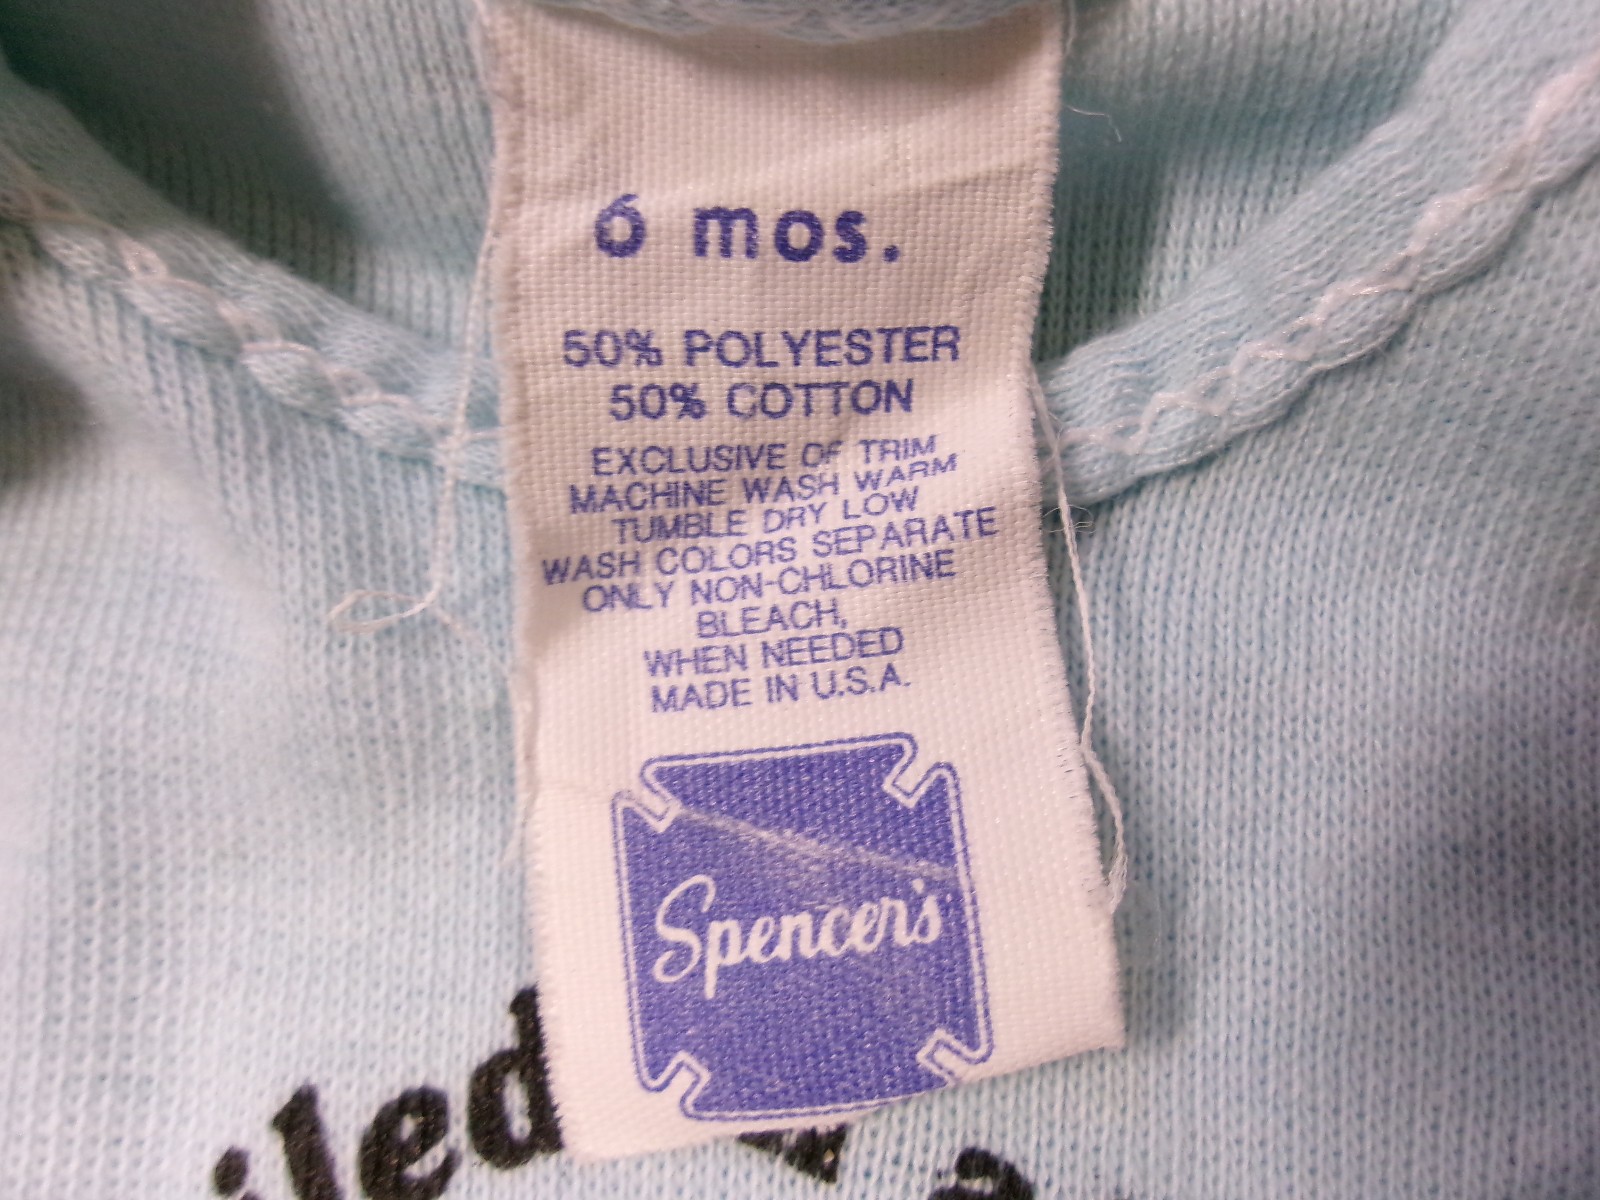 6 mos.
50% POLYESTER
50% COTTON
EXCLUSIVE OF TRIM
MACHINE WASH WARM
TUMBLE DRY LOW
WASH COLORS SEPARATE
ONLY NON-CHLORINE
BLEACH,
WHEN NEEDED
MADE IN U.S.A.
Spencer's